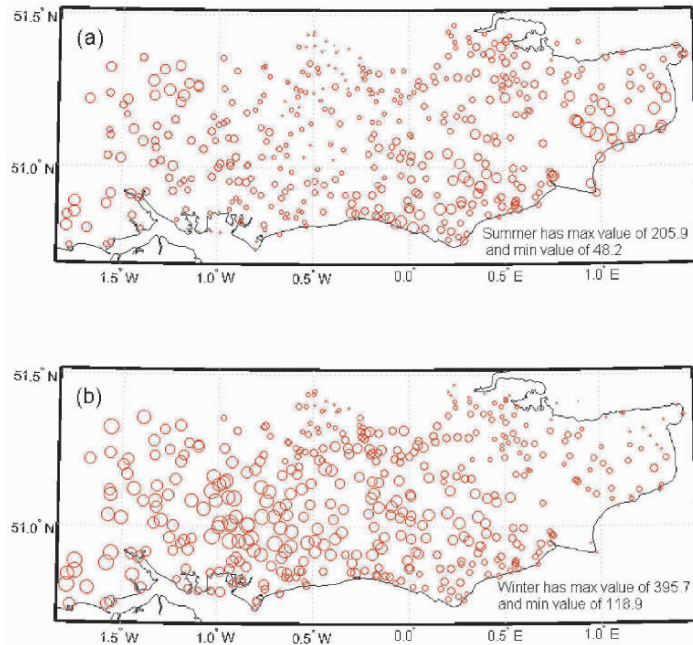 51.5° N
(a)
51.0° N
Summer has max value of 205.9
and min value of 48.2
1.5° W 1.0° W 0.5° W 0.0° 0.5° E 1.0° E
51.5° N
(b)
51.0° N
Winter has max value of 395.7
and min value of 118.9
1.5° W 1.0° W 0.5° W 0.0° 0.5° E 1.0° E